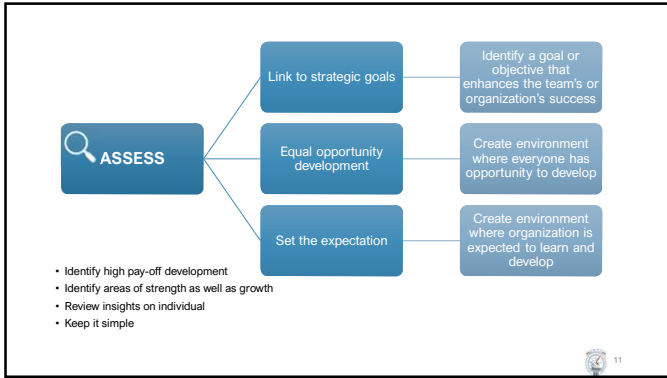 ASSESS
Link to strategic goals
Identify a goal or
objective that
enhances the team's or
organization's success
Equal opportunity
development
Create environment
where everyone has
opportunity to develop
Set the expectation
Create environment
where organization is
expected to learn and
develop
• Identify high pay-off development
• Identify areas of strength as well as growth
• Review insights on individual
• Keep it simple
11